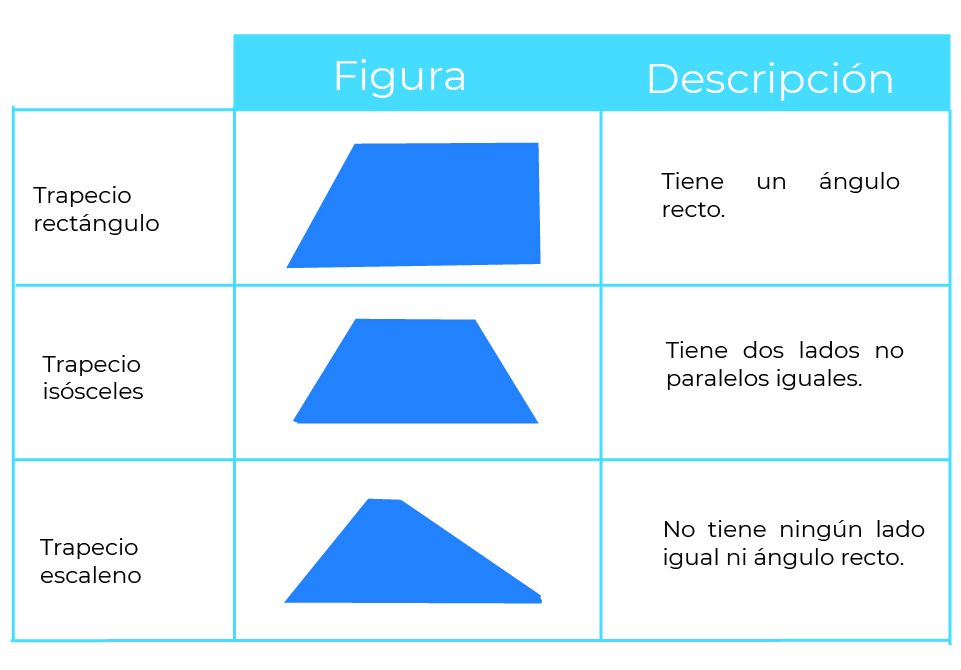 Figura
Descripción
Trapecio
rectángulo
Tiene un ángulo
recto.
Trapecio
isósceles
Tiene dos lados no
paralelos iguales.
Trapecio
escaleno
No tiene ningún lado
igual ni ángulo recto.